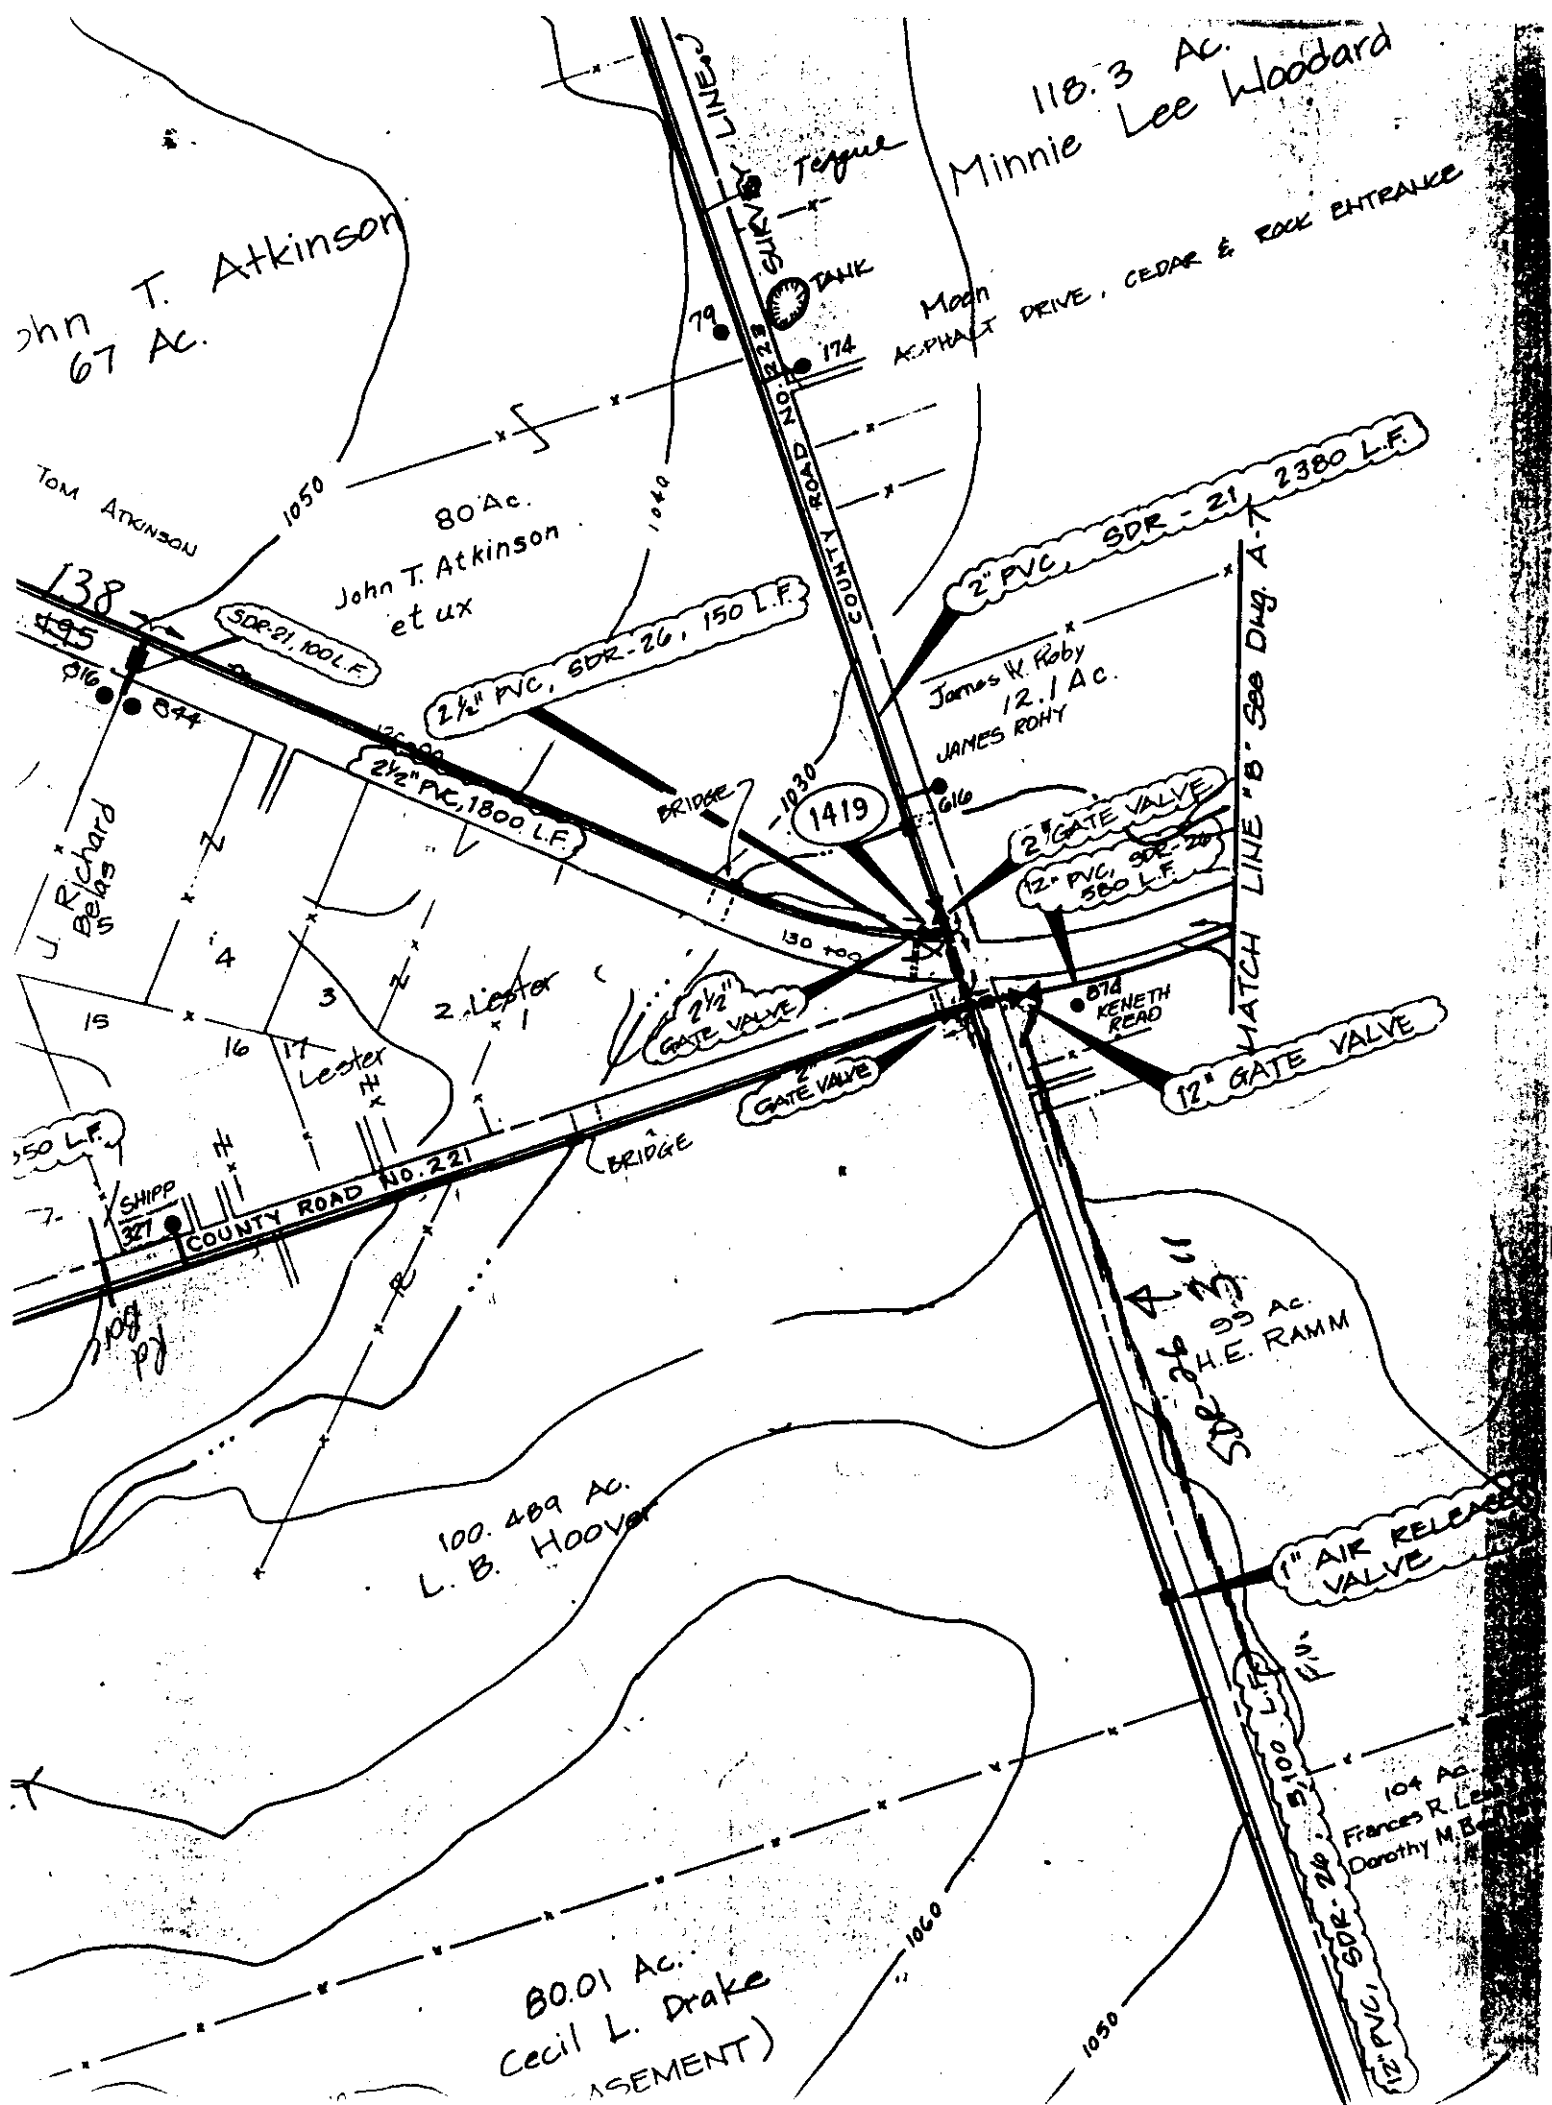 118.3 Ac.
Minnie Lee Woodard
SURVEY LINE
Teague
TANK
Moon
ASPHALT DRIVE, CEDAR & ROCK ENTRANCE
T. Atkinson
67 Ac.
79
174
COUNTY ROAD NO. 223
TOM ATKINSON
1050
80 Ac.
John T. Atkinson
et ux
1040
2" PVC, SDR-21, 2380 L.F.
138
495
SDR-21, 100 L.F.
816
844
2½" PVC, SDR-26, 150 L.F.
James W. Roby
12.1 Ac.
JAMES ROHY
MATCH LINE "B" See Dwg. A-7
2½" PVC, 1800 L.F.
BRIDGE
1030
1419
616
2" GATE VALVE
12" PVC, SDR-26
580 L.F.
J. Richard
Belas
5
4
3
2
Lester
1
130+00
2½"
GATE VALVE
2"
GATE VALVE
874
KENETH
READ
12" GATE VALVE
15
16
17
Lester
350 L.F.
SHIPP
327
COUNTY ROAD NO. 221
BRIDGE
3"
SDR-26
99 Ac.
H.E. RAMM
100.489 Ac.
L. B. Hoover
1" AIR RELEASE
VALVE
F.V.
12" PVC, SDR-26, 5,100 L.F.
104 Ac.
Frances R.
Dorothy M.
80.01 Ac.
Cecil L. Drake
ASEMENT)
1060
1050